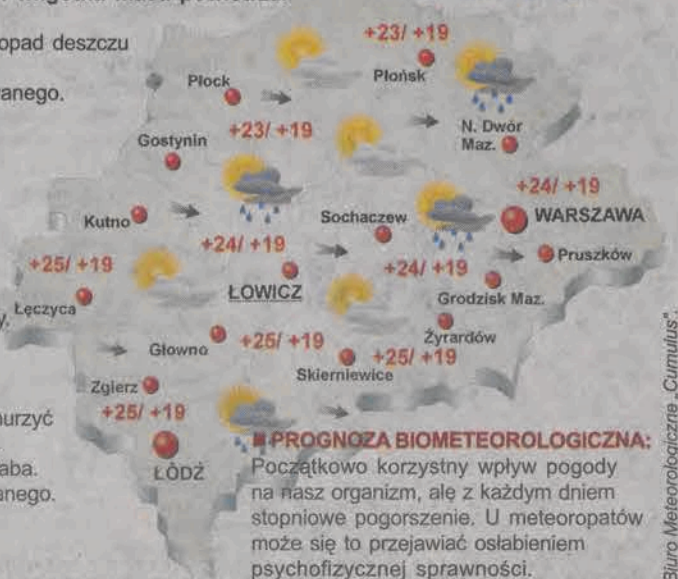 opad deszczu
+23/ +19
Płońsk
Płock
anego.
N. Dwór
Maz.
Gostynin
+23/ +19
+24/ +19
WARSZAWA
Kutno
Sochaczew
Pruszków
+24/ +19
+25/ +19
+24/ +19
ŁOWICZ
Grodzisk Maz.
Łęczyca
y,
Żyrardów
Głowno
+25/ +19
+25/ +19
Skierniewice
Zgierz
+25/ +19
urzyć
ŁÓDŹ
aba.
anego.
PROGNOZA BIOMETEOROLOGICZNA:
Początkowo korzystny wpływ pogody
na nasz organizm, ale z każdym dniem
stopniowe pogorszenie. U meteoropatów
może się to przejawiać osłabieniem
psychofizycznej sprawności.
Biuro Meteorologiczne „Cumulus”.